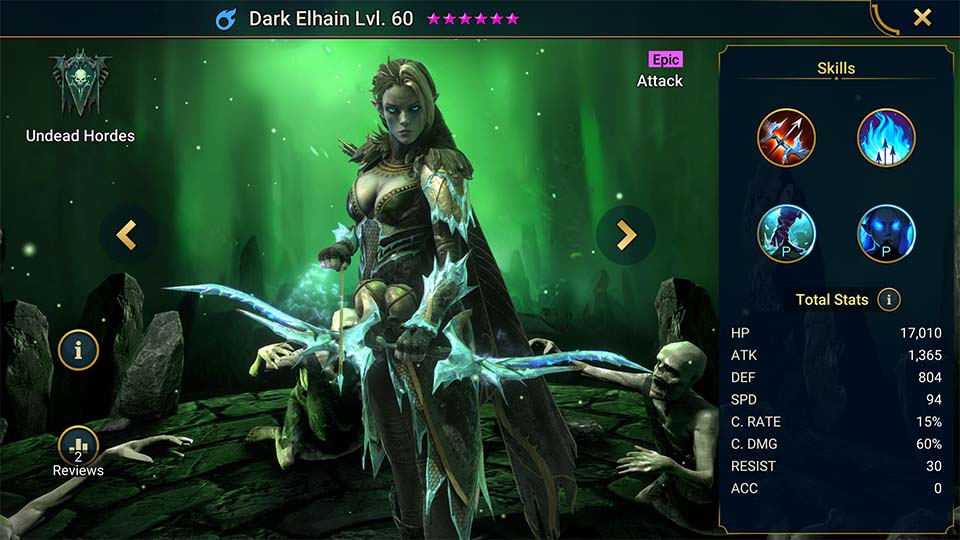 Dark Elhain Lvl. 60
Undead Hordes
Epic
Attack
i
2
Reviews
Skills
P
P
Total Stats i
HP 17,010
ATK 1,365
DEF 804
SPD 94
C. RATE 15%
C. DMG 60%
RESIST 30
ACC 0